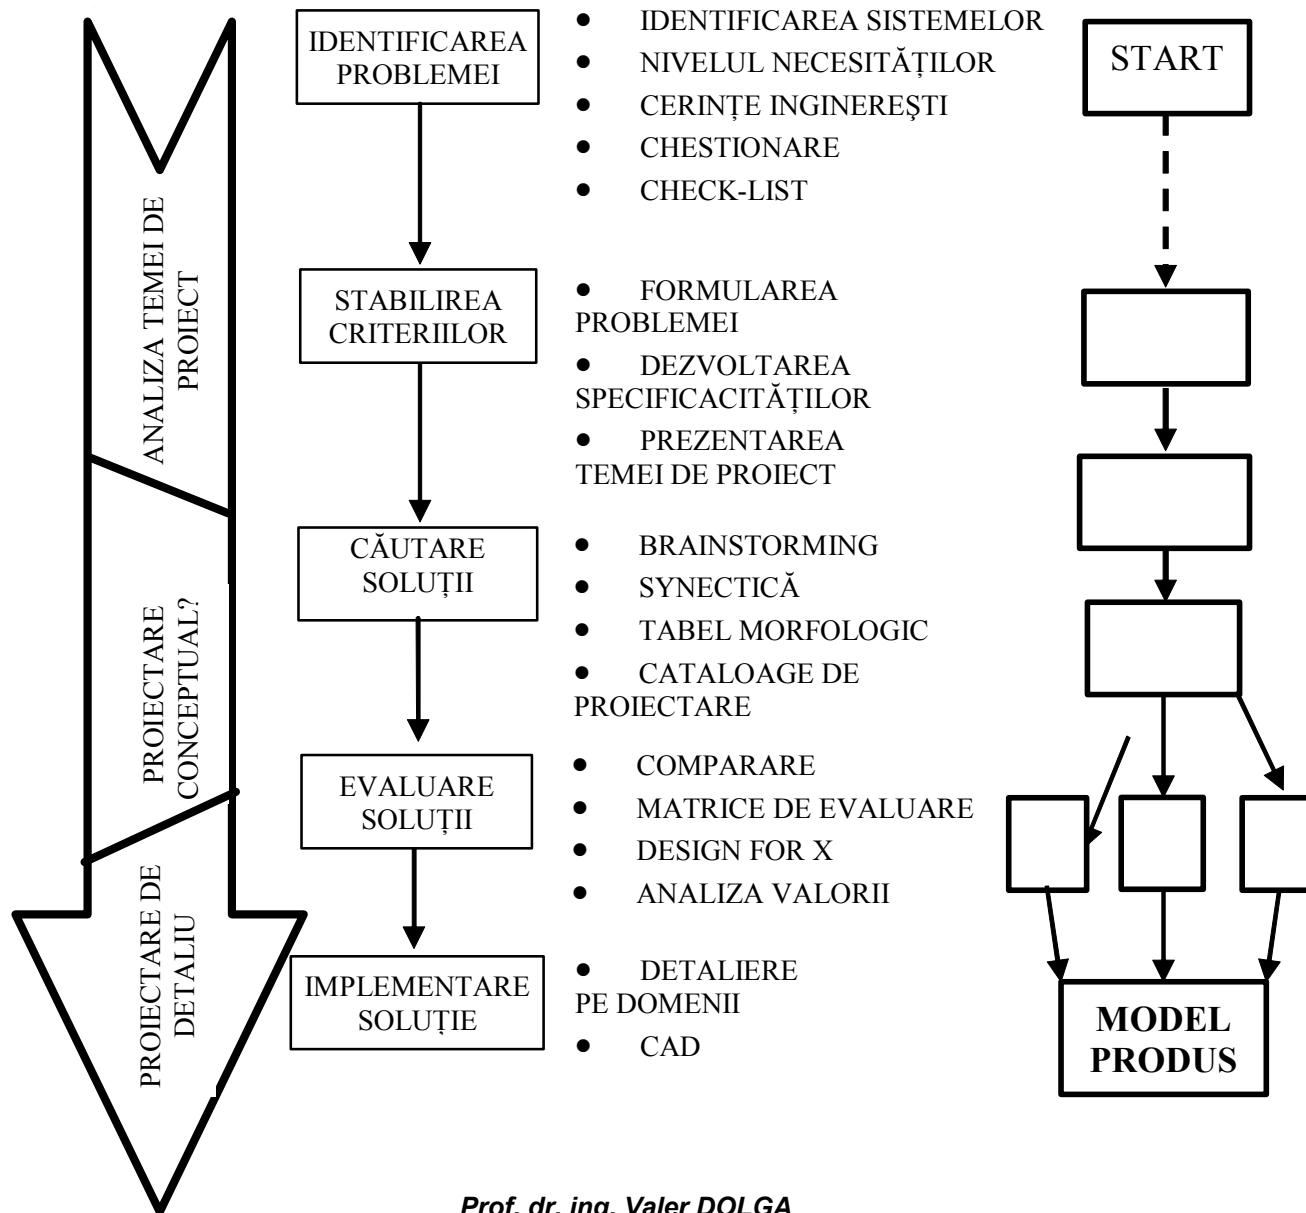 ANALIZA TEMEI DE
PROIECT
PROIECTARE
CONCEPTUAL?
PROIECTARE DE
DETALIU
IDENTIFICAREA
PROBLEMEI
● IDENTIFICAREA SISTEMELOR
● NIVELUL NECESITĂȚILOR
● CERINȚE INGINEREŞTI
● CHESTIONARE
● CHECK-LIST
STABILIREA
CRITERIILOR
● FORMULAREA
PROBLEMEI
● DEZVOLTAREA
SPECIFICACITĂȚILOR
● PREZENTAREA
TEMEI DE PROIECT
CĂUTARE
SOLUȚII
● BRAINSTORMING
● SYNECTICĂ
● TABEL MORFOLOGIC
● CATALOAGE DE
PROIECTARE
EVALUARE
SOLUȚII
● COMPARARE
● MATRICE DE EVALUARE
● DESIGN FOR X
● ANALIZA VALORII
IMPLEMENTARE
SOLUȚIE
● DETALIERE
PE DOMENII
● CAD
START
MODEL
PRODUS
Prof. dr. ing. Valer DOLGA